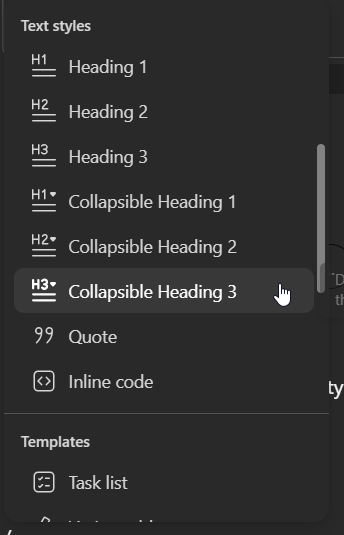 Text styles
H1 Heading 1
H2 Heading 2
H3 Heading 3
H1 Collapsible Heading 1
H2 Collapsible Heading 2
H3 Collapsible Heading 3
Quote
Inline code
ty
Templates
Task list